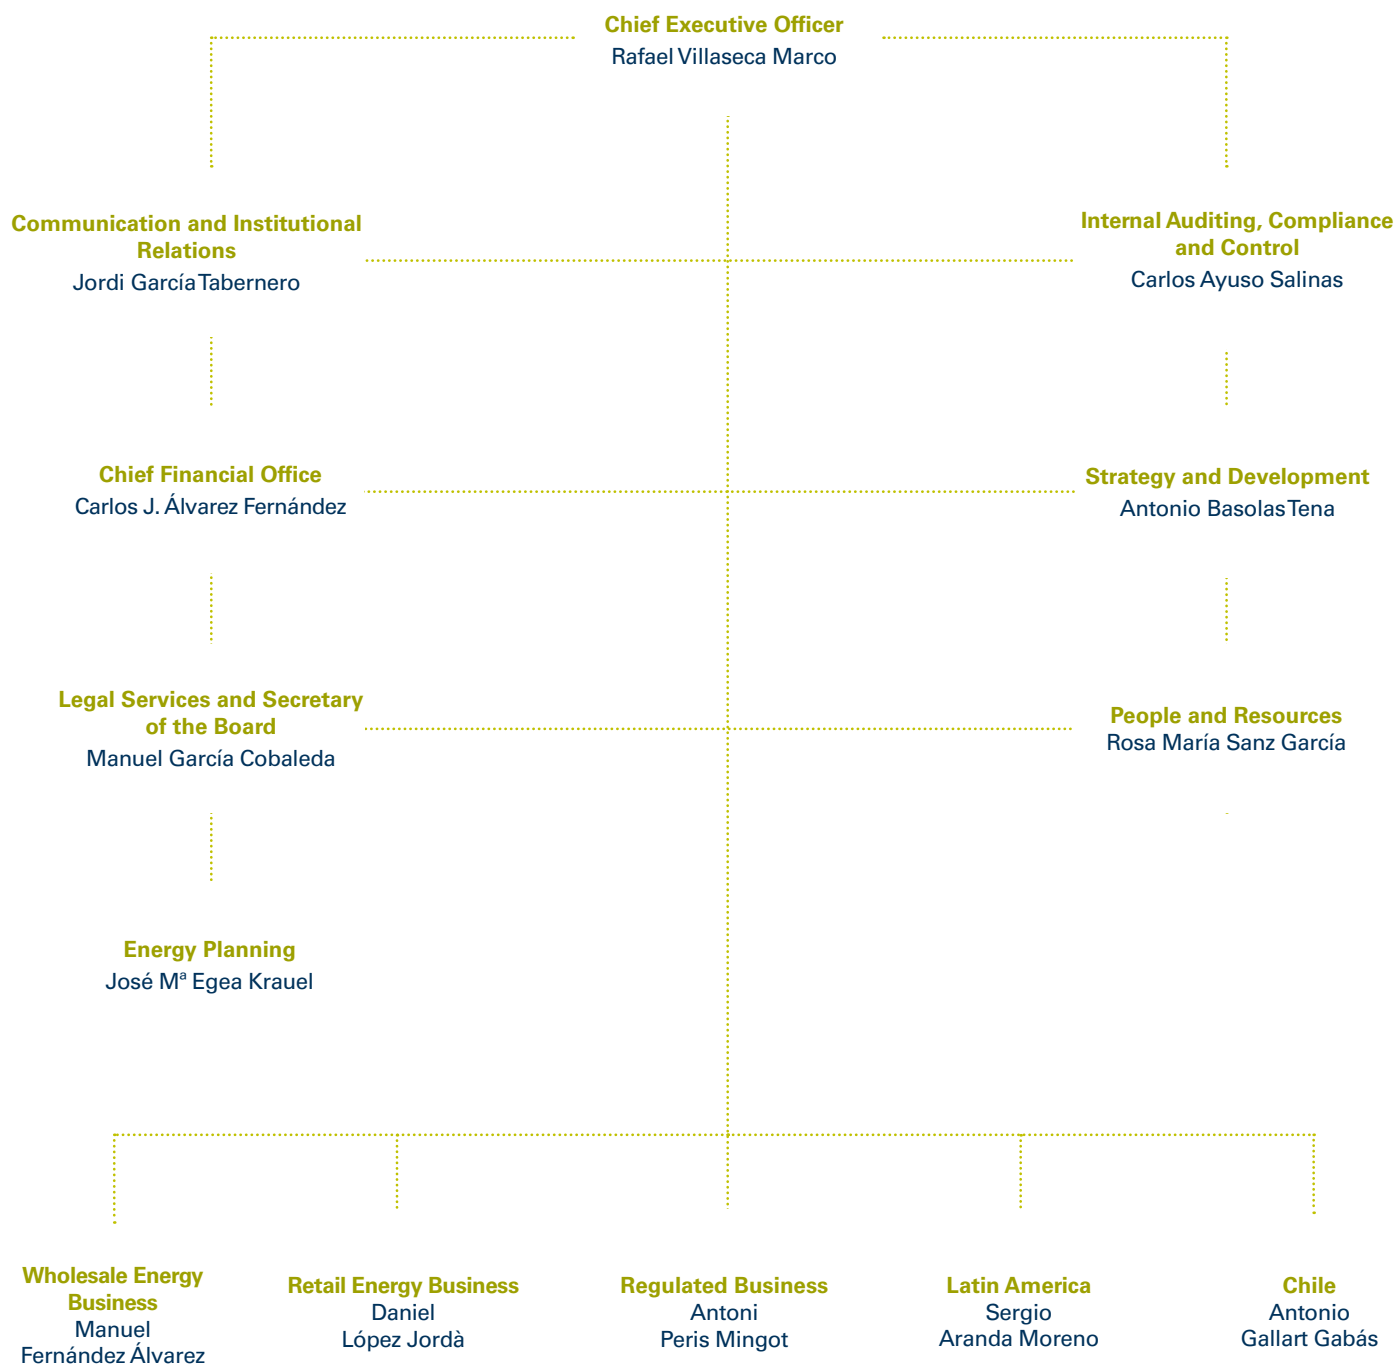 Chief Executive Officer
Rafael Villaseca Marco
Communication and Institutional
Relations
Jordi García Tabernero
Internal Auditing, Compliance
and Control
Carlos Ayuso Salinas
Chief Financial Office
Carlos J. Álvarez Fernández
Strategy and Development
Antonio Basolas Tena
Legal Services and Secretary
of the Board
Manuel García Cobaleda
People and Resources
Rosa María Sanz García
Energy Planning
José Mª Egea Krauel
Wholesale Energy
Business
Manuel
Fernández Álvarez
Retail Energy Business
Daniel
López Jordà
Regulated Business
Antoni
Peris Mingot
Latin America
Sergio
Aranda Moreno
Chile
Antonio
Gallart Gabás